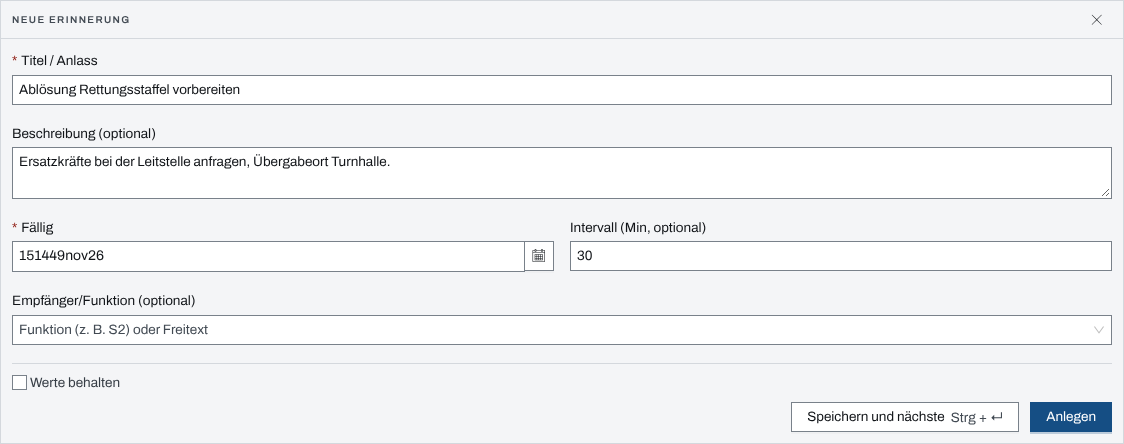 NEUE ERINNERUNG
* Titel / Anlass
Ablösung Rettungsstaffel vorbereiten
Beschreibung (optional)
Ersatzkräfte bei der Leitstelle anfragen, Übergabeort Turnhalle.
* Fällig
151449nov26
Intervall (Min, optional)
30
Empfänger/Funktion (optional)
Funktion (z. B. S2) oder Freitext
Werte behalten
Speichern und nächste Strg + ↵
Anlegen